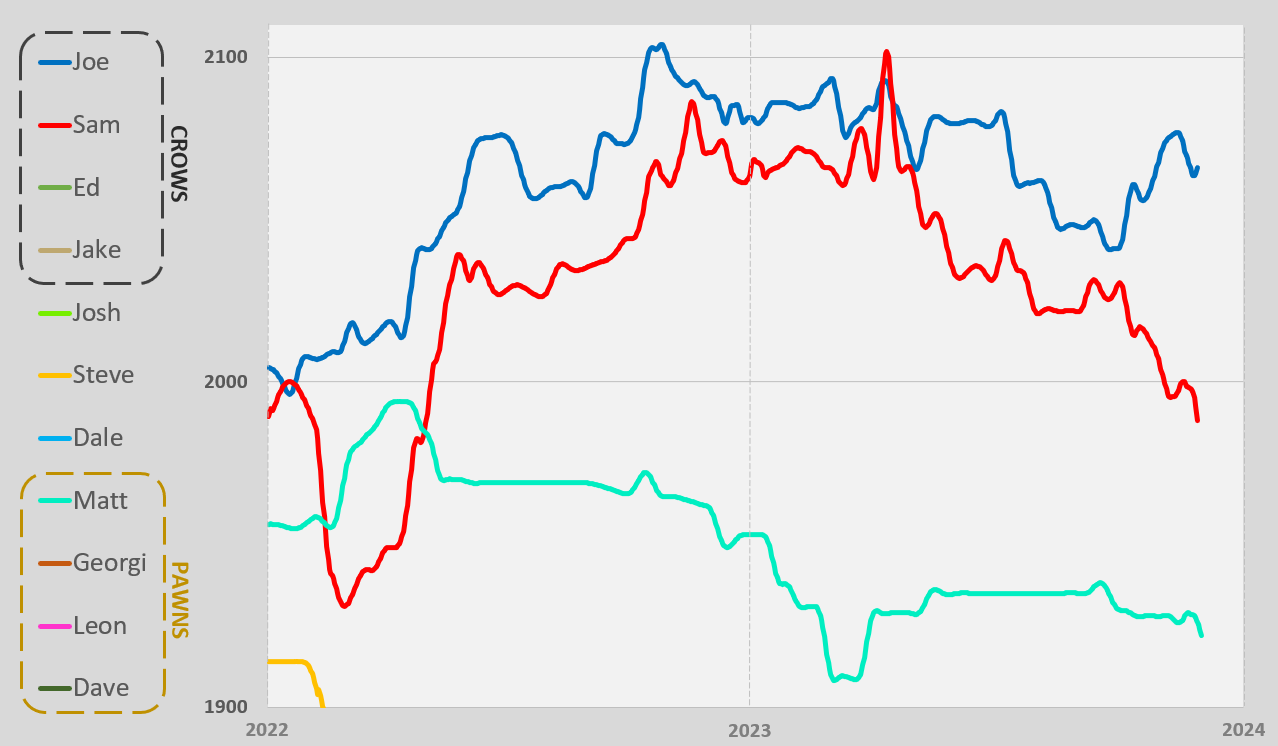 Joe
Sam
Ed
Jake
CROWS
Josh
Steve
Dale
Matt
Georgi
Leon
Dave
PAWNS
2100
2000
1900
2022
2023
2024